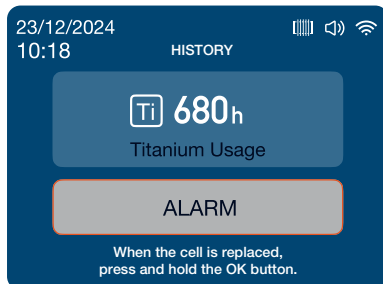 23/12/2024
10:18
HISTORY
Ti 680h
Titanium Usage
ALARM
When the cell is replaced,
press and hold the OK button.